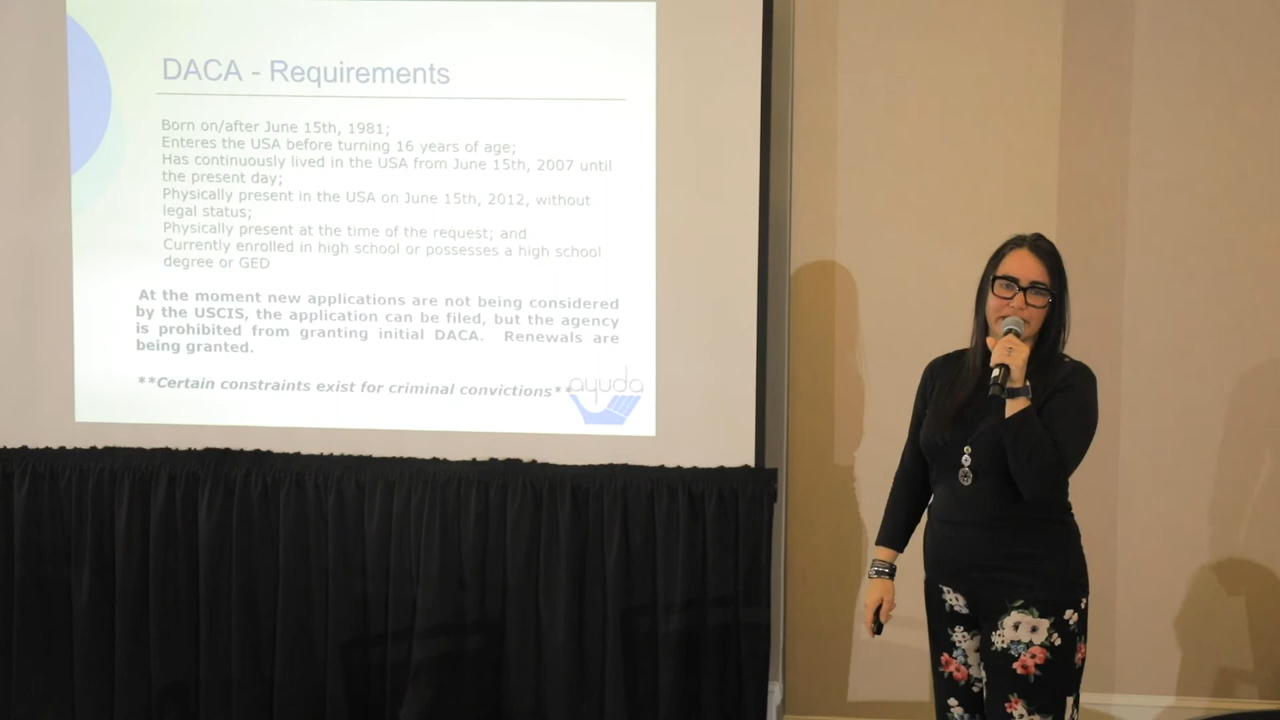 DACA - Requirements
Born on/after June 15th, 1981;
Enteres the USA before turning 16 years of age;
Has continuously lived in the USA from June 15th, 2007 until
the present day;
Physically present in the USA on June 15th, 2012, without
legal status;
Physically present at the time of the request; and
Currently enrolled in high school or possesses a high school
degree or GED
At the moment new applications are not being considered
by the USCIS, the application can be filed, but the agency
is prohibited from granting initial DACA. Renewals are
being granted.
**Certain constraints exist for criminal convictions**
ayuda